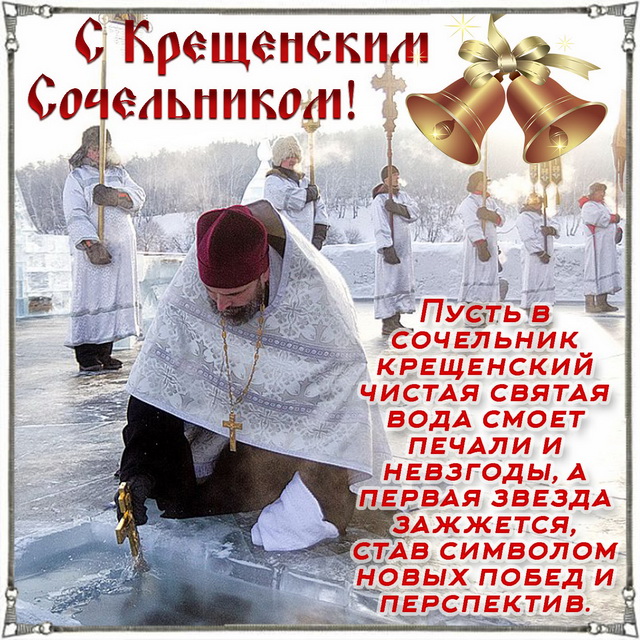 С Крещенским
Сочельником!
Пусть в
сочельник
крещенский
чистая святая
вода смоет
печали и
невзгоды, а
первая звезда
зажжется,
став символом
новых побед и
перспектив.